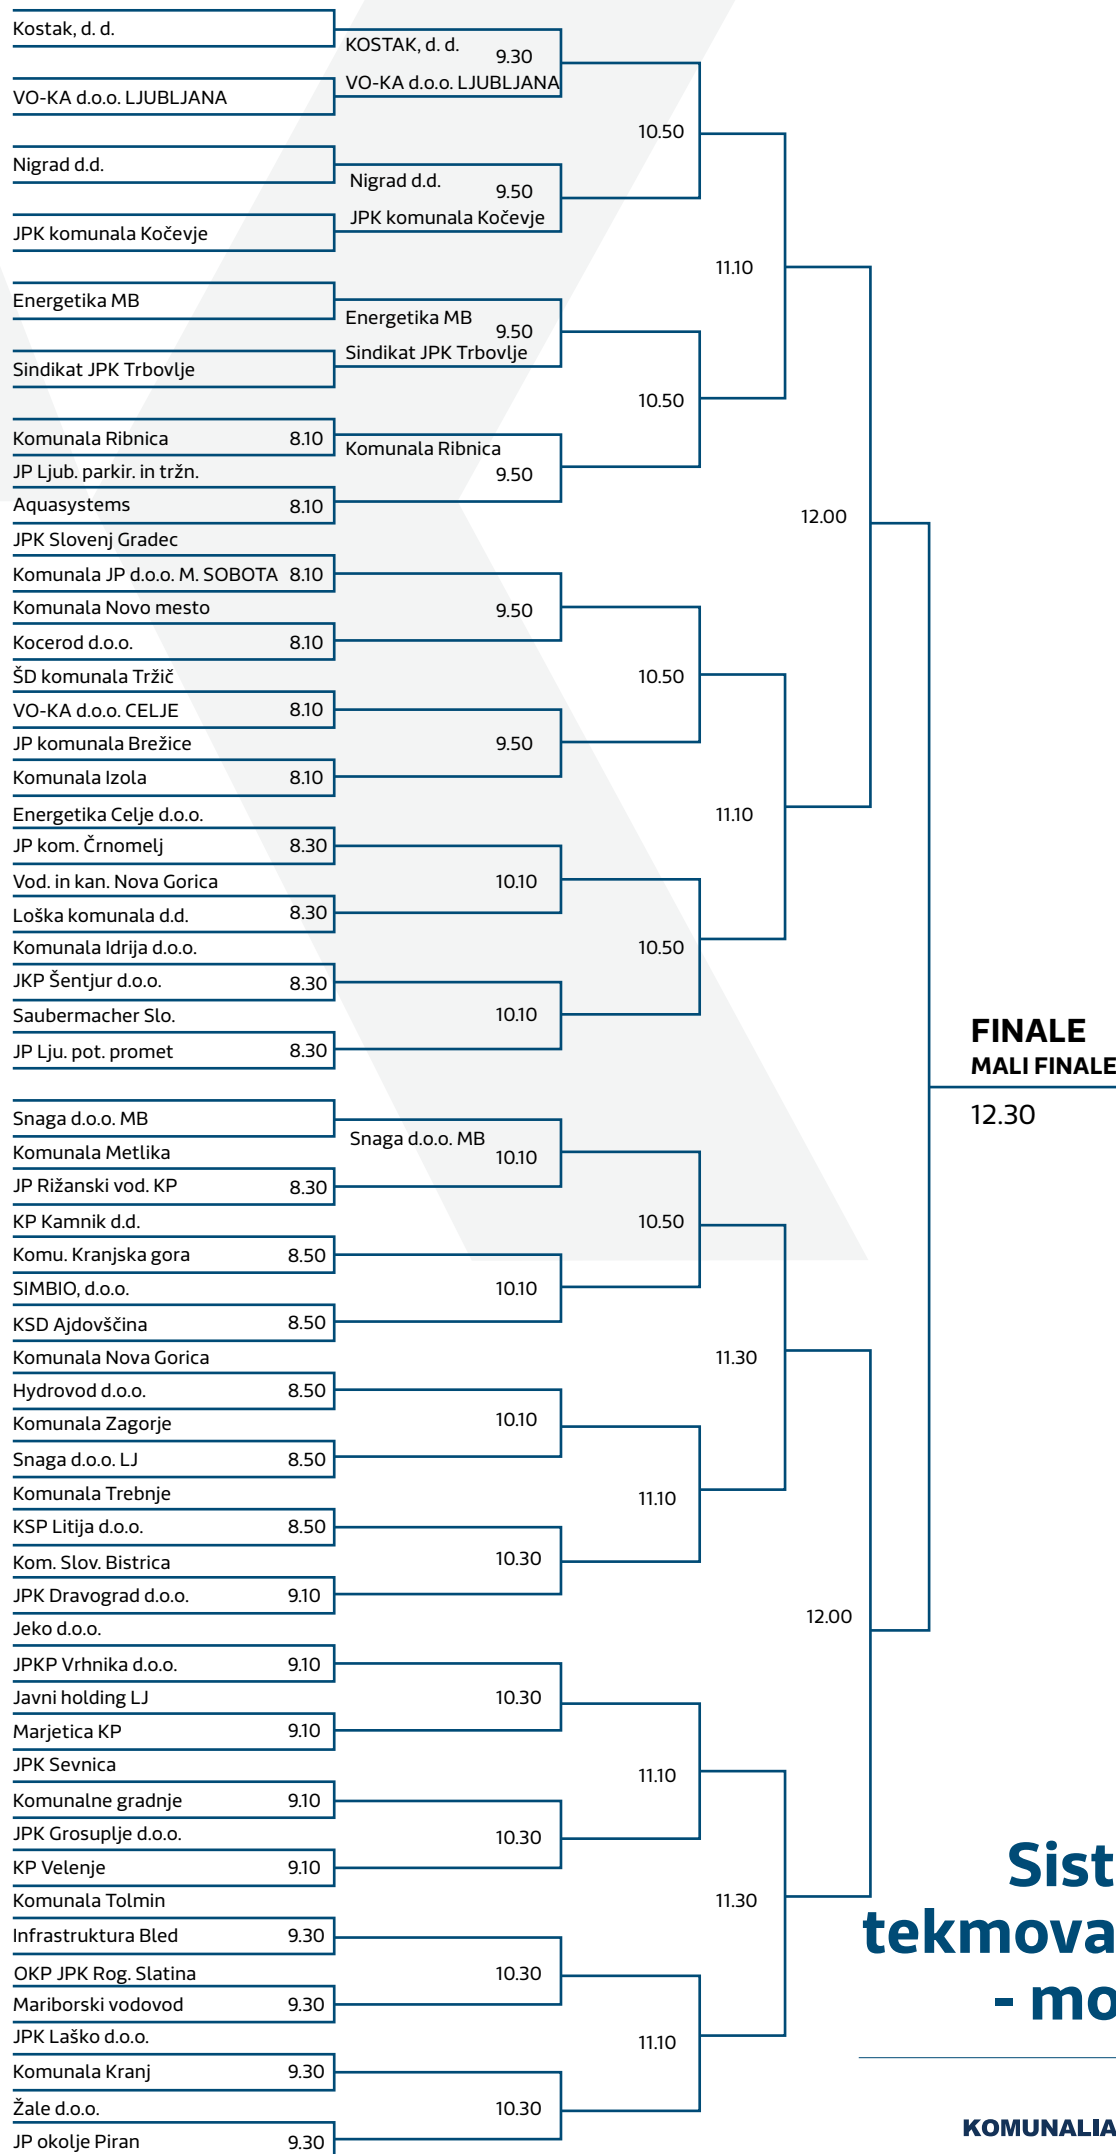 Kostak, d. d.
KOSTAK, d. d.
9.30
VO-KA d.o.o. LJUBLJANA
VO-KA d.o.o. LJUBLJANA
10.50
Nigrad d.d.
Nigrad d.d.
9.50
JPK komunala Kočevje
JPK komunala Kočevje
11.10
Energetika MB
Energetika MB
9.50
Sindikat JPK Trbovlje
Sindikat JPK Trbovlje
10.50
Komunala Ribnica 8.10
Komunala Ribnica
JP Ljub. parkir. in tržn.
9.50
Aquasystems 8.10
12.00
JPK Slovenj Gradec
Komunala JP d.o.o. M. SOBOTA 8.10
Komunala Novo mesto
9.50
Kocerod d.o.o. 8.10
ŠD komunala Tržič
10.50
VO-KA d.o.o. CELJE 8.10
JP komunala Brežice
9.50
Komunala Izola 8.10
Energetika Celje d.o.o.
11.10
JP kom. Črnomelj 8.30
Vod. in kan. Nova Gorica
10.10
Loška komunala d.d. 8.30
Komunala Idrija d.o.o.
10.50
JKP Šentjur d.o.o. 8.30
Saubermacher Slo.
10.10
JP Lju. pot. promet 8.30
FINALE
MALI FINALE
12.30
Snaga d.o.o. MB
Snaga d.o.o. MB
Komunala Metlika
10.10
JP Rižanski vod. KP 8.30
KP Kamnik d.d.
10.50
Komu. Kranjska gora 8.50
SIMBIO, d.o.o.
10.10
KSD Ajdovščina 8.50
Komunala Nova Gorica
11.30
Hydrovod d.o.o. 8.50
Komunala Zagorje
10.10
Snaga d.o.o. LJ 8.50
Komunala Trebnje
11.10
KSP Litija d.o.o. 8.50
Kom. Slov. Bistrica
10.30
JPK Dravograd d.o.o. 9.10
12.00
Jeko d.o.o.
JPKP Vrhnika d.o.o. 9.10
Javni holding LJ
10.30
Marjetica KP 9.10
JPK Sevnica
11.10
Komunalne gradnje 9.10
JPK Grosuplje d.o.o.
10.30
KP Velenje 9.10
Komunala Tolmin
11.30
Infrastruktura Bled 9.30
OKP JPK Rog. Slatina
10.30
Mariborski vodovod 9.30
JPK Laško d.o.o.
11.10
Komunala Kranj 9.30
Žale d.o.o.
10.30
JP okolje Piran 9.30
Sist
tekmova
- mo
KOMUNALIA